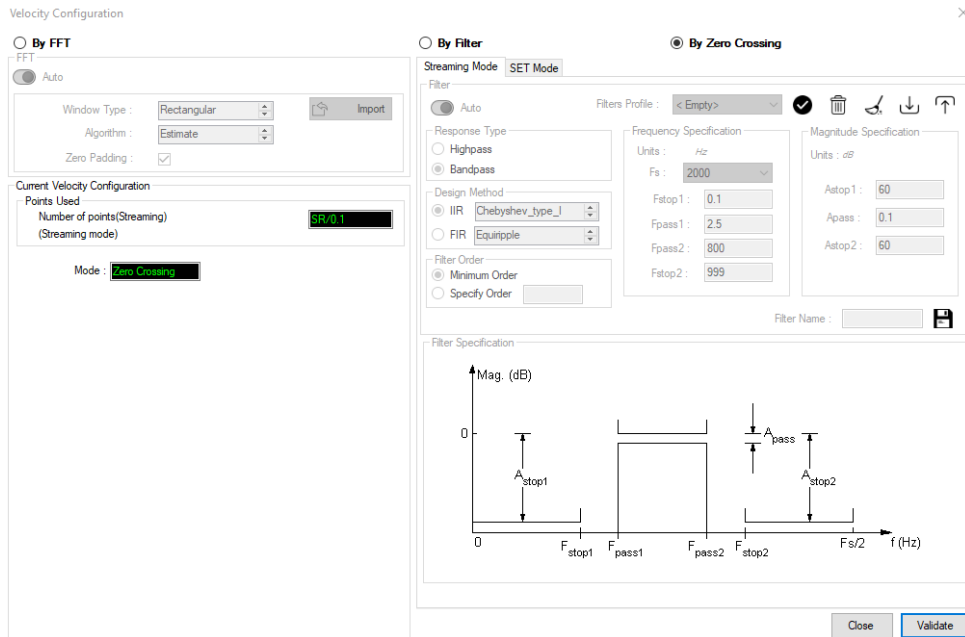 Velocity Configuration
By FFT
By Filter
By Zero Crossing
FFT
Auto
Window Type :
Rectangular
Import
Algorithm :
Estimate
Zero Padding :
Current Velocity Configuration
Points Used
Number of points(Streaming)
SR/0.1
(Streaming mode)
Mode :
Zero Crossing
Streaming Mode
SET Mode
Filter
Auto
Filters Profile :
< Empty>
Response Type
Highpass
Bandpass
Design Method
IIR
Chebyshev_type_I
FIR
Equiripple
Filter Order
Minimum Order
Specify Order
Frequency Specification
Units :
Hz
Fs :
2000
Fstop1 :
0.1
Fpass1 :
2.5
Fpass2 :
800
Fstop2 :
999
Magnitude Specification
Units : dB
Astop1 :
60
Apass :
0.1
Astop2 :
60
Filter Name :
Filter Specification
Mag. (dB)
0
Apass
Astop1
Astop2
0
Fstop1
Fpass1
Fpass2
Fstop2
Fs/2
f (Hz)
Close
Validate